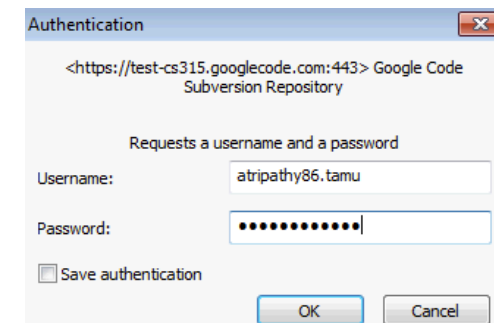 Authentication
<https://test-cs315.googlecode.com:443> Google Code
Subversion Repository
Requests a username and a password
Username:
atripathy86.tamu
Password:
••••••••••••
Save authentication
OK
Cancel